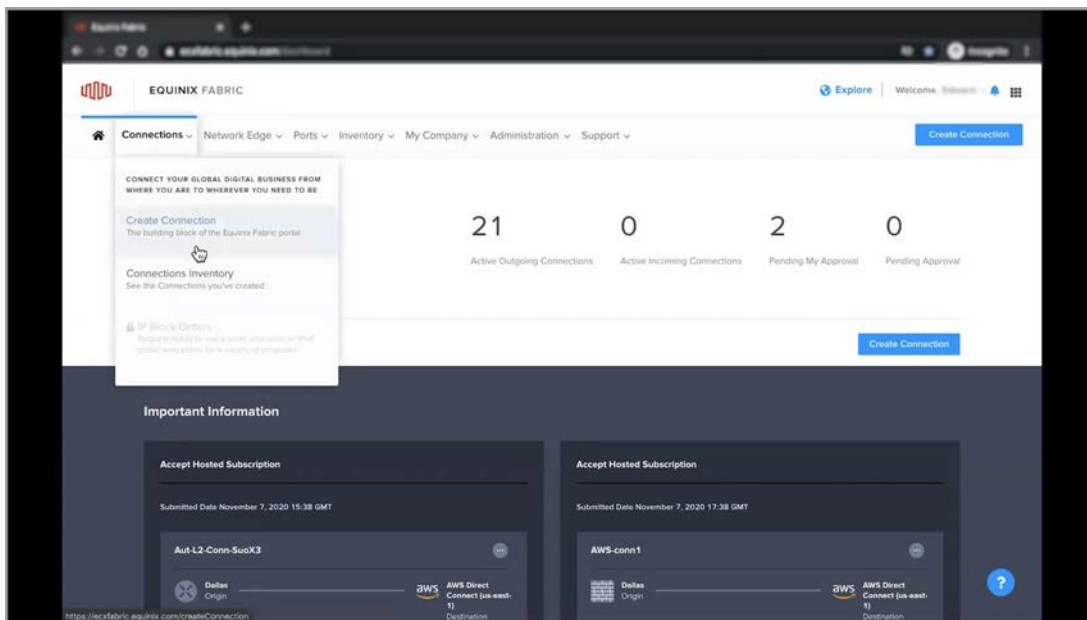 Equinix Fabric
ecxfabric.equinix.com/dashboard
Incognito
EQUINIX FABRIC
Explore
Welcome,
Connections
Network Edge
Ports
Inventory
My Company
Administration
Support
Create Connection
CONNECT YOUR GLOBAL DIGITAL BUSINESS FROM
WHERE YOU ARE TO WHEREVER YOU NEED TO BE
Create Connection
The building block of the Equinix Fabric portal
Connections Inventory
See the Connections you've created
IP Block Orders
21
0
2
0
Active Outgoing Connections
Active Incoming Connections
Pending My Approval
Pending Approval
Create Connection
Important Information
Accept Hosted Subscription
Submitted Date November 7, 2020 15:38 GMT
Aut-L2-Conn-SuoX3
Dallas
Origin
aws
AWS Direct
Connect (us-east-
1)
Destination
Accept Hosted Subscription
Submitted Date November 7, 2020 17:38 GMT
AWS-conn1
Dallas
Origin
aws
AWS Direct
Connect (us-east-
1)
Destination
?
https://ecxfabric.equinix.com/createConnection